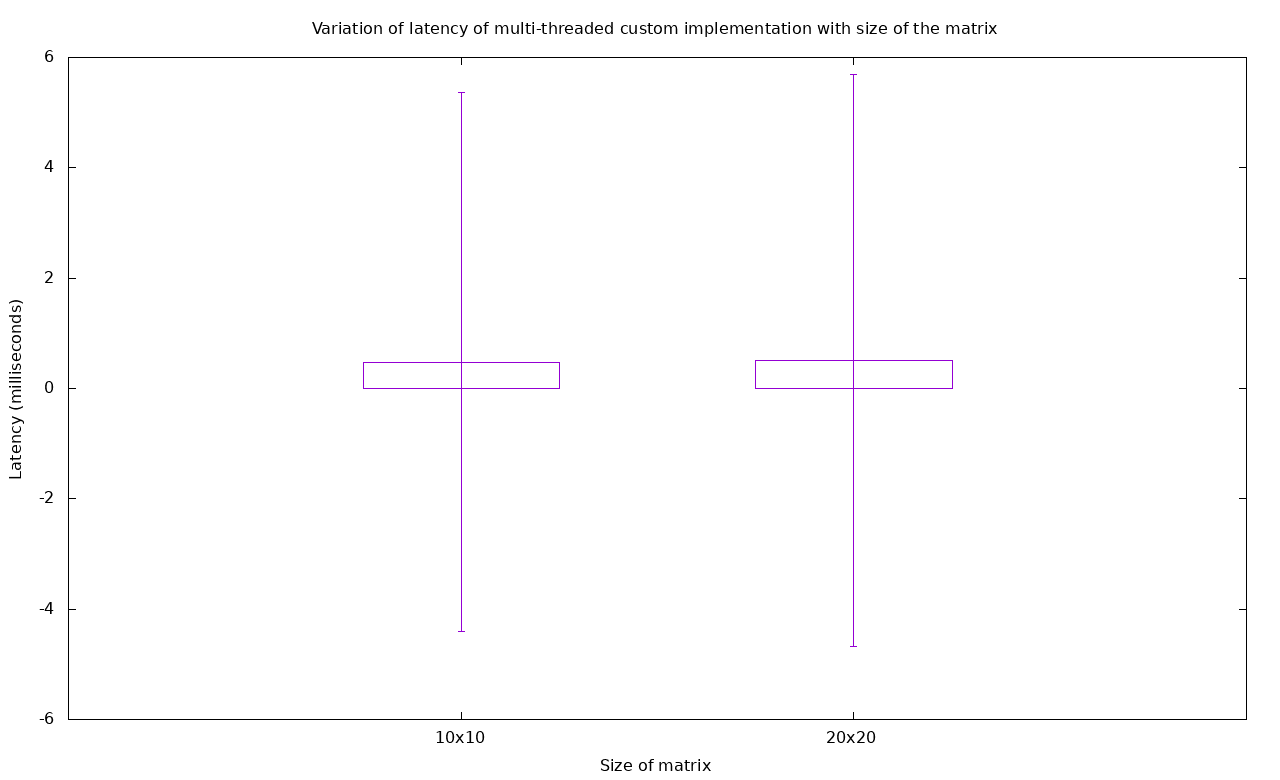 Variation of latency of multi-threaded custom implementation with size of the matrix
6
4
2
0
-2
-4
-6
Latency (milliseconds)
10x10 20x20
Size of matrix